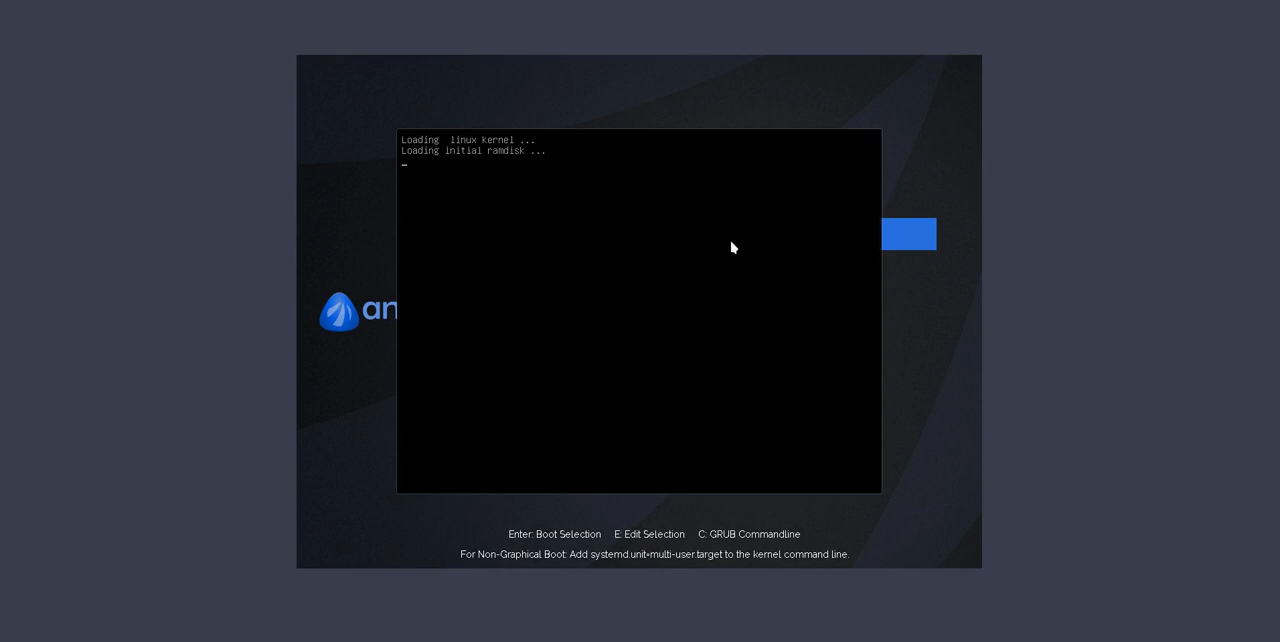 Loading  linux kernel ...
Loading initial ramdisk ...
an
Enter: Boot Selection E: Edit Selection C: GRUB Commandline
For Non-Graphical Boot: Add systemd.unit=multi-user.target to the kernel command line.